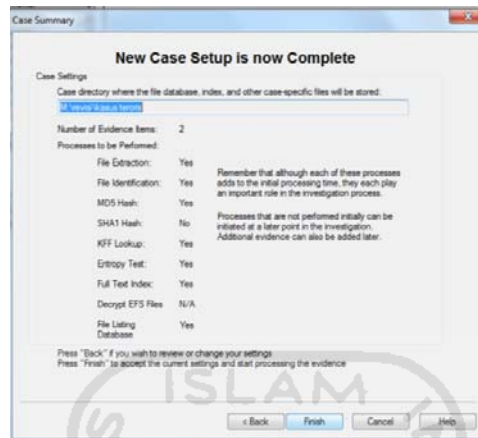 Case Summary
New Case Setup is now Complete
Case Settings
Case directory where the file database, index, and other case-specific files will be stored:
Number of Evidence Items: 2
Processes to be Performed:
File Extraction: Yes
File Identification: Yes
MD5 Hash: Yes
SHA1 Hash: No
KFF Lookup: Yes
Entropy Test: Yes
Full Text Index: Yes
Decrypt EFS Files N/A
File Listing Database Yes
Remember that although each of these processes
adds to the initial processing time, they each play
an important role in the investigation process.
Processes that are not performed initially can be
initiated at a later point in the investigation.
Additional evidence can also be added later.
Press "Back" if you wish to review or change your settings
Press "Finish" to accept the current settings and start processing the evidence
ISLAM
< Back
Finish
Cancel
Help